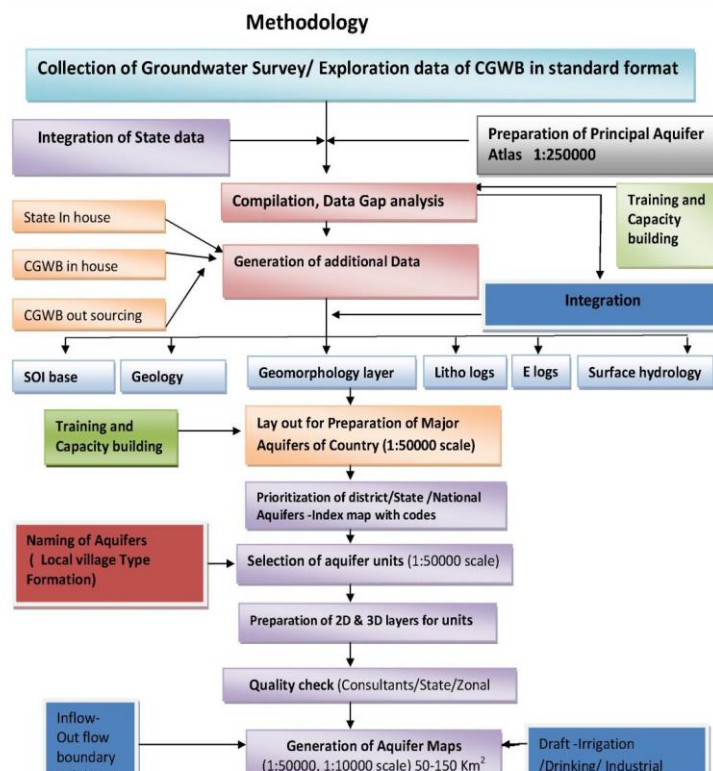 Methodology
Collection of Groundwater Survey/ Exploration data of CGWB in standard format
Integration of State data
Preparation of Principal Aquifer
Atlas 1:250000
Compilation, Data Gap analysis
Training and
Capacity
building
State In house
CGWB in house
CGWB out sourcing
Generation of additional Data
Integration
SOI base
Geology
Geomorphology layer
Litho logs
E logs
Surface hydrology
Training and
Capacity building
Lay out for Preparation of Major
Aquifers of Country (1:50000 scale)
Prioritization of district/State /National
Aquifers -Index map with codes
Naming of Aquifers
( Local village Type
Formation)
Selection of aquifer units (1:50000 scale)
Preparation of 2D & 3D layers for units
Quality check (Consultants/State/Zonal
Inflow-
Out flow
boundary
Generation of Aquifer Maps
(1:50000, 1:10000 scale) 50-150 Km²
Draft -Irrigation
/Drinking/ Industrial